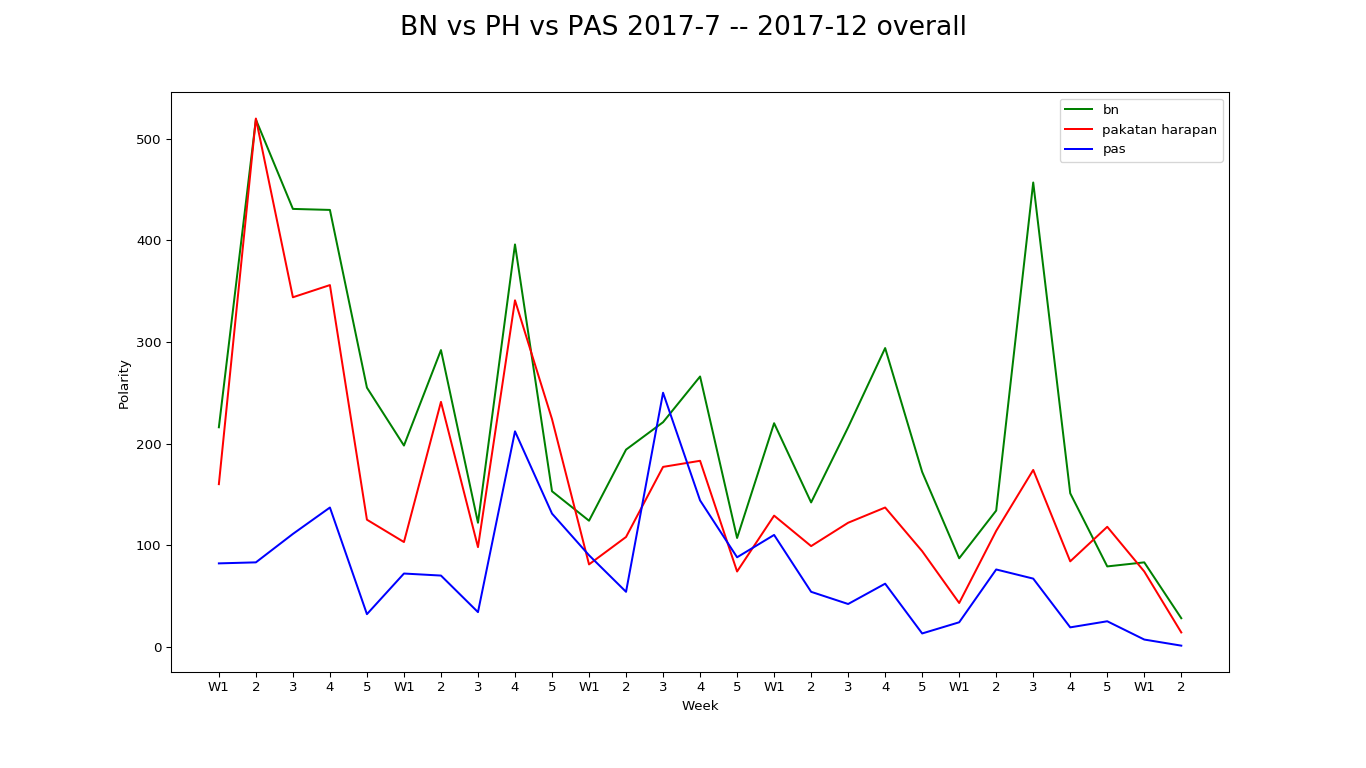 BN vs PH vs PAS 2017-7 -- 2017-12 overall
bn
pakatan harapan
pas
500
400
300
200
100
0
Polarity
W1 2 3 4 5 W1 2 3 4 5 W1 2 3 4 5 W1 2 3 4 5 W1 2 3 4 5 W1 2
Week